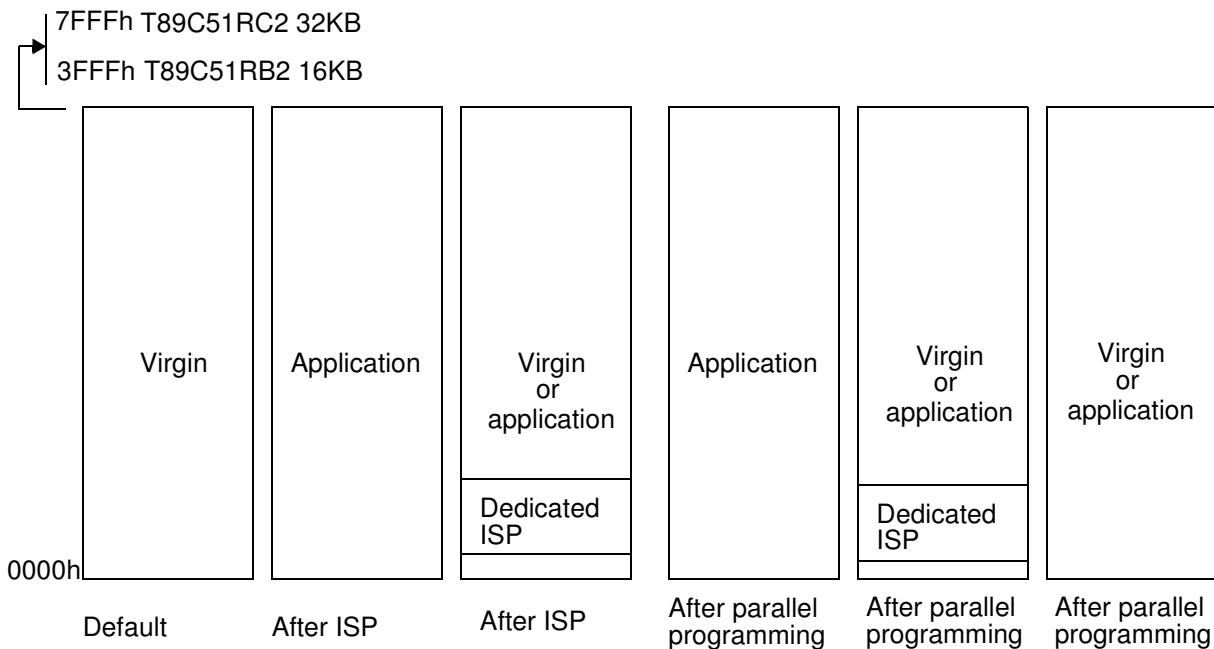 7FFFh T89C51RC2 32KB
3FFFh T89C51RB2 16KB
Virgin
Application
Virgin
or
application
Dedicated
ISP
Application
Virgin
or
application
Dedicated
ISP
Virgin
or
application
0000h
Default
After ISP
After ISP
After parallel
programming
After parallel
programming
After parallel
programming